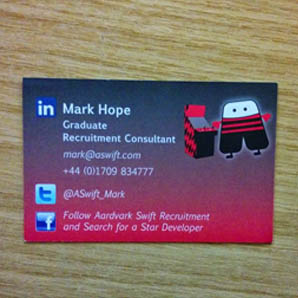 in Mark Hope
Graduate
Recruitment Consultant
mark@aswift.com
+44 (0)1709 834777
@ASwift_Mark
f Follow Aardvark Swift Recruitment
and Search for a Star Developer